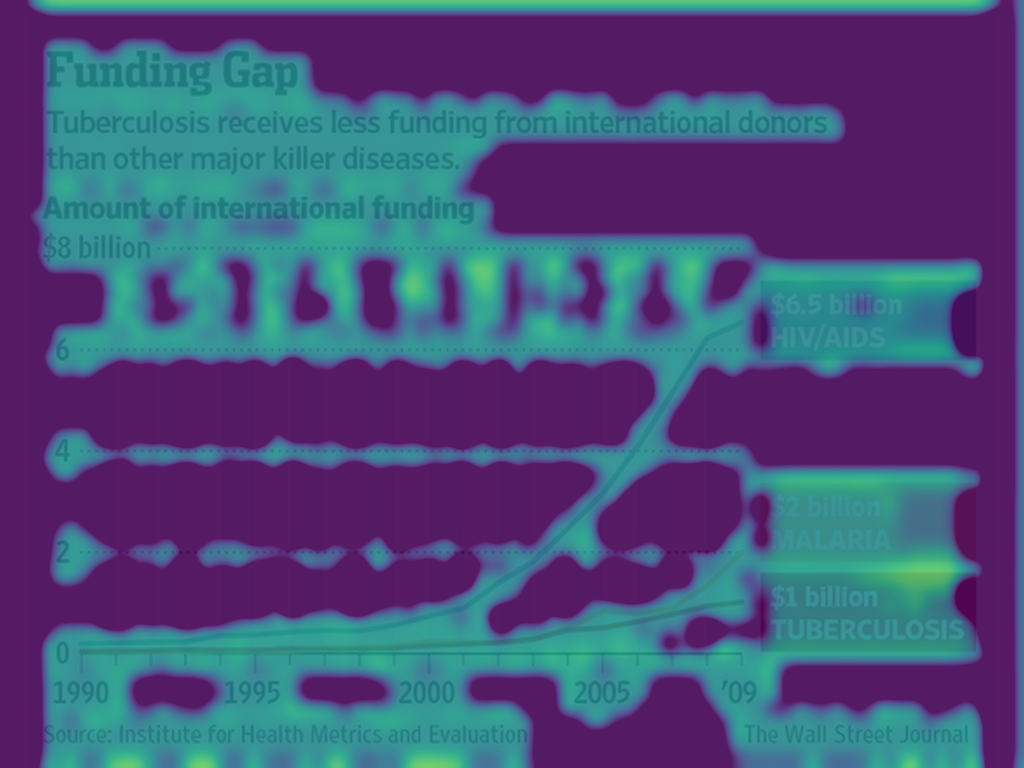 Funding Gap
Tuberculosis receives less funding from international donors
than other major killer diseases.
Amount of international funding
$8 billion
6
4
2
0
$6.5 billion
HIV/AIDS
$2 billion
MALARIA
$1 billion
TUBERCULOSIS
1990 1995 2000 2005 ’09
Source: Institute for Health Metrics and Evaluation
The Wall Street Journal